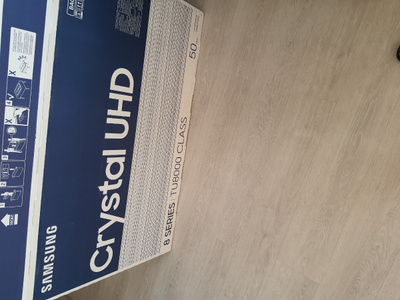 SAMSUNG
Crystal UHD
8 SERIES TU8000 CLASS
50